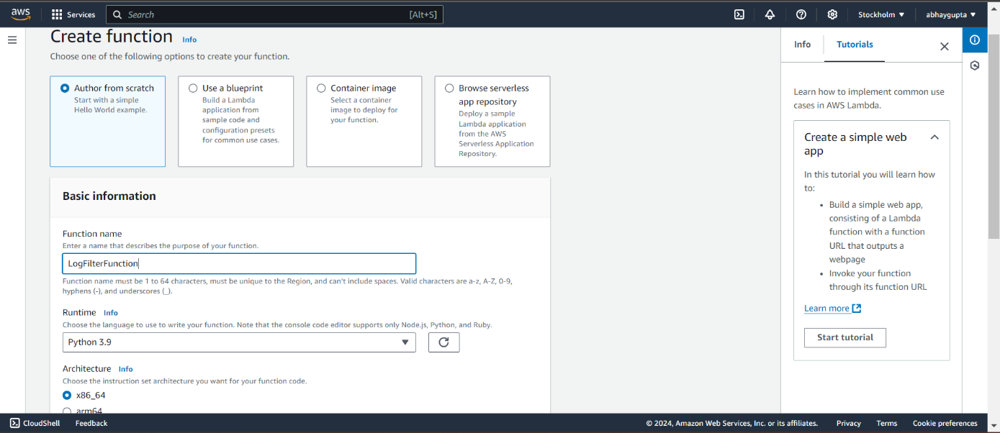 aws
Services
Search
[Alt+S]
Stockholm
abhaygupta
Create function
Info
Choose one of the following options to create your function.
Author from scratch
Start with a simple
Hello World example.
Use a blueprint
Build a Lambda
application from
sample code and
configuration presets
for common use cases.
Container image
Select a container
image to deploy for
your function.
Browse serverless
app repository
Deploy a sample
Lambda application
from the AWS
Serverless Application
Repository.
Basic information
Function name
Enter a name that describes the purpose of your function.
LogFilterFunction
Function name must be 1 to 64 characters, must be unique to the Region, and can't include spaces. Valid characters are a-z, A-Z, 0-9,
hyphens (-), and underscores (_).
Runtime Info
Choose the language to use to write your function. Note that the console code editor supports only Node.js, Python, and Ruby.
Python 3.9
Architecture Info
Choose the instruction set architecture you want for your function code.
x86_64
arm64
Info
Tutorials
Learn how to implement common use
cases in AWS Lambda.
Create a simple web
app
In this tutorial you will learn how
to:
• Build a simple web app,
consisting of a Lambda
function with a function
URL that outputs a
webpage
• Invoke your function
through its function URL
Learn more
Start tutorial
CloudShell
Feedback
© 2024, Amazon Web Services, Inc. or its affiliates.
Privacy
Terms
Cookie preferences